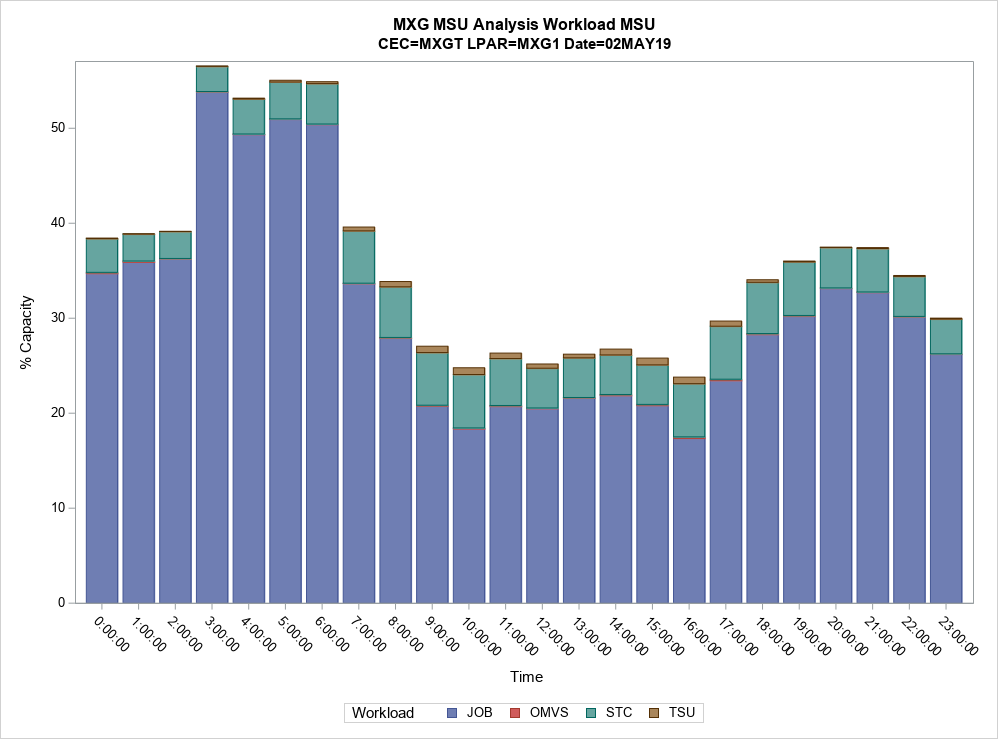 MXG MSU Analysis Workload MSU
CEC=MXGT LPAR=MXG1 Date=02MAY19
% Capacity
50
40
30
20
10
0
0:00:00 1:00:00 2:00:00 3:00:00 4:00:00 5:00:00 6:00:00 7:00:00 8:00:00 9:00:00 10:00:00 11:00:00 12:00:00 13:00:00 14:00:00 15:00:00 16:00:00 17:00:00 18:00:00 19:00:00 20:00:00 21:00:00 22:00:00 23:00:00
Time
Workload JOB OMVS STC TSU